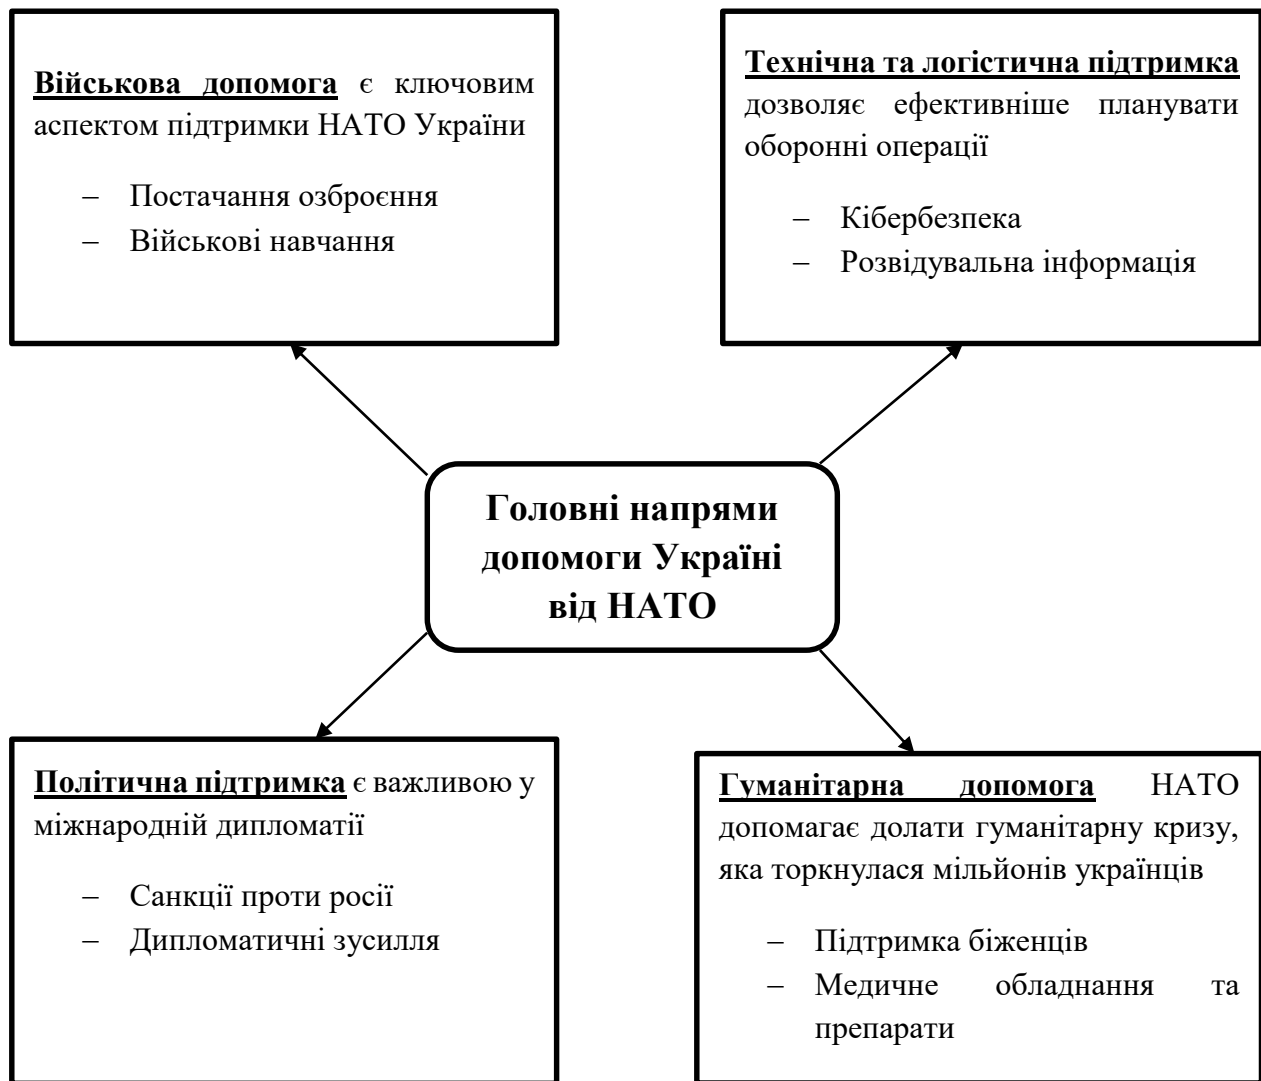 Військова допомога є ключовим
аспектом підтримки НАТО України
– Постачання озброєння
– Військові навчання
Технічна та логістична підтримка
дозволяє ефективніше планувати
оборонні операції
– Кібербезпека
– Розвідувальна інформація
Головні напрями
допомоги Україні
від НАТО
Політична підтримка є важливою у
міжнародній дипломатії
– Санкції проти росії
– Дипломатичні зусилля
Гуманітарна допомога НАТО
допомагає долати гуманітарну кризу,
яка торкнулася мільйонів українців
– Підтримка біженців
– Медичне обладнання та
препарати